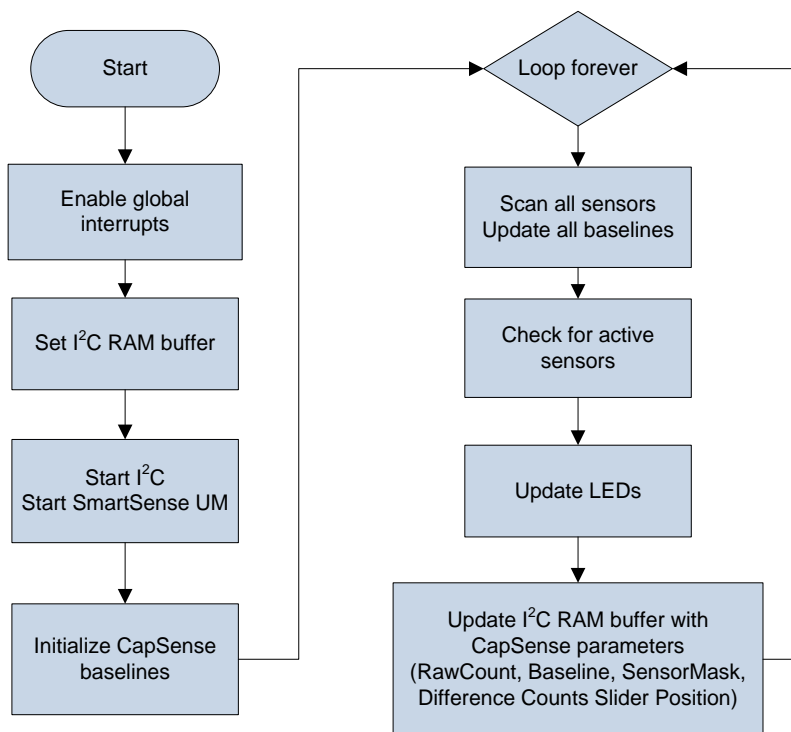 Start
Enable global
interrupts
Set I²C RAM buffer
Start I²C
Start SmartSense UM
Initialize CapSense
baselines
Loop forever
Scan all sensors
Update all baselines
Check for active
sensors
Update LEDs
Update I²C RAM buffer with
CapSense parameters
(RawCount, Baseline, SensorMask,
Difference Counts Slider Position)